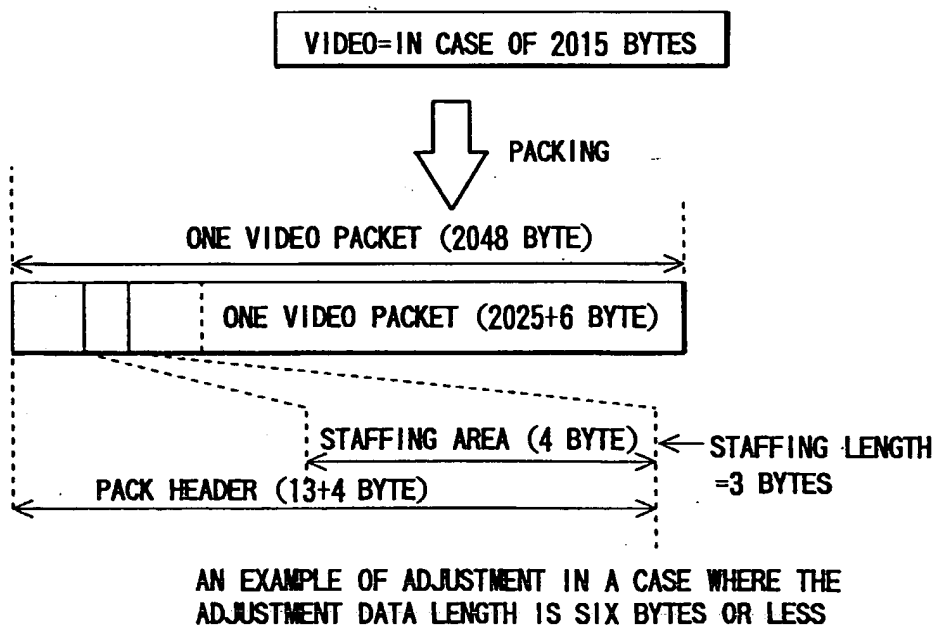 VIDEO=IN CASE OF 2015 BYTES
PACKING
ONE VIDEO PACKET (2048 BYTE)
ONE VIDEO PACKET (2025+6 BYTE)
STAFFING AREA (4 BYTE)
STAFFING LENGTH
=3 BYTES
PACK HEADER (13+4 BYTE)
AN EXAMPLE OF ADJUSTMENT IN A CASE WHERE THE
ADJUSTMENT DATA LENGTH IS SIX BYTES OR LESS